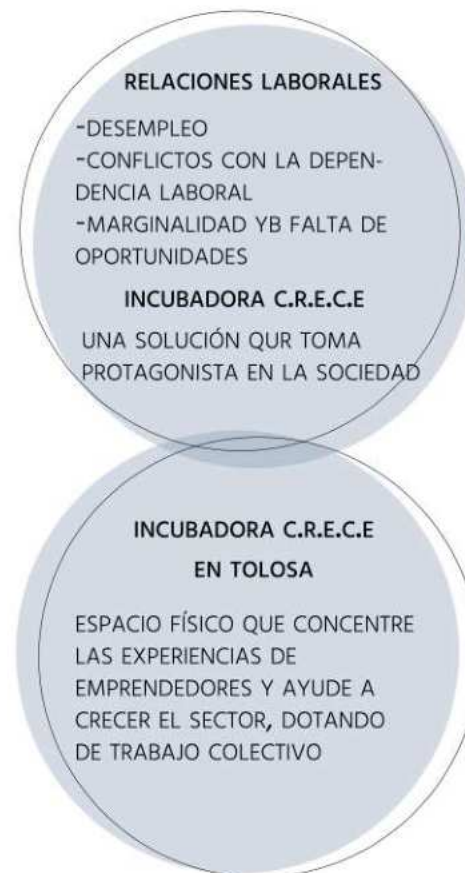 RELACIONES LABORALES
-DESEMPLEO
-CONFLICTOS CON LA DEPEN-
DENCIA LABORAL
-MARGINALIDAD YB FALTA DE
OPORTUNIDADES
INCUBADORA C.R.E.C.E
UNA SOLUCIÓN QUR TOMA
PROTAGONISTA EN LA SOCIEDAD
INCUBADORA C.R.E.C.E
EN TOLOSA
ESPACIO FÍSICO QUE CONCENTRE
LAS EXPERIENCIAS DE
EMPRENDEDORES Y AYUDE A
CRECER EL SECTOR, DOTANDO
DE TRABAJO COLECTIVO